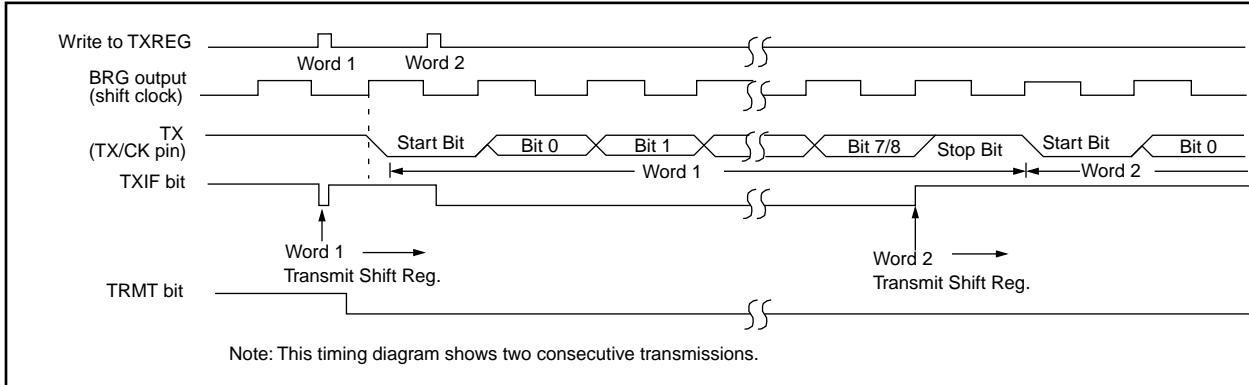 Write to TXREG
Word 1
Word 2
BRG output
(shift clock)
TX
(TX/CK pin)
Start Bit
Bit 0
Bit 1
Bit 7/8
Stop Bit
Start Bit
Bit 0
Word 1
Word 2
TXIF bit
Word 1
Transmit Shift Reg.
Word 2
Transmit Shift Reg.
TRMT bit
Note: This timing diagram shows two consecutive transmissions.